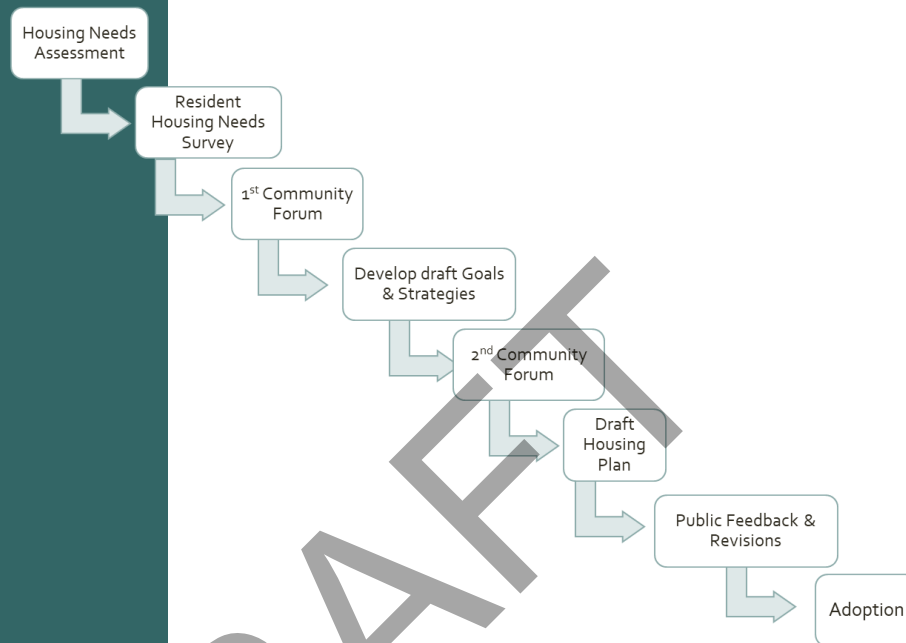 Housing Needs
Assessment
Resident
Housing Needs
Survey
1st Community
Forum
Develop draft Goals
& Strategies
2nd Community
Forum
Draft
Housing
Plan
Public Feedback &
Revisions
Adoption
DRAFT